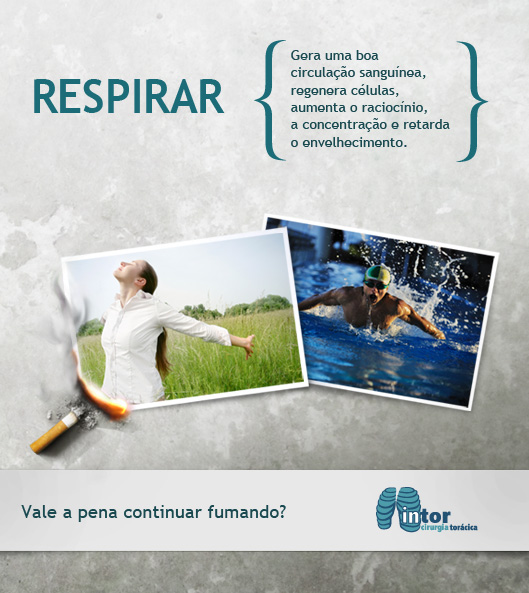 RESPIRAR
Gera uma boa
circulação sanguínea,
regenera células,
aumenta o raciocínio,
a concentração e retarda
o envelhecimento.
Vale a pena continuar fumando?
intor
cirurgia torácica